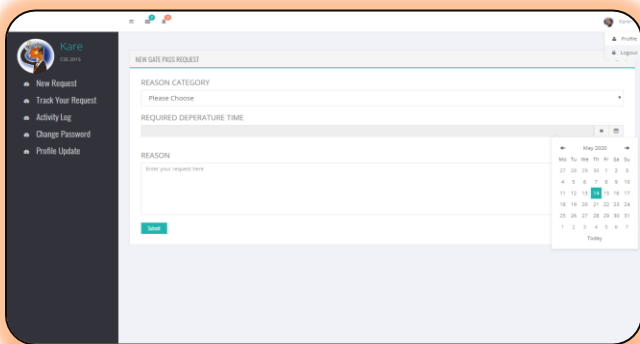 Kare
Kare
CSE 2015
Profile
Logout
New Request
Track Your Request
Activity Log
Change Password
Profile Update
NEW GATE PASS REQUEST
REASON CATEGORY
Please Choose
REQUIRED DEPERATURE TIME
REASON
Enter your request here
Submit
May 2020
Mo Tu We Th Fr Sa Su
27 28 29 30 1 2 3
4 5 6 7 8 9 10
11 12 13 14 15 16 17
18 19 20 21 22 23 24
25 26 27 28 29 30 31
1 2 3 4 5 6 7
Today